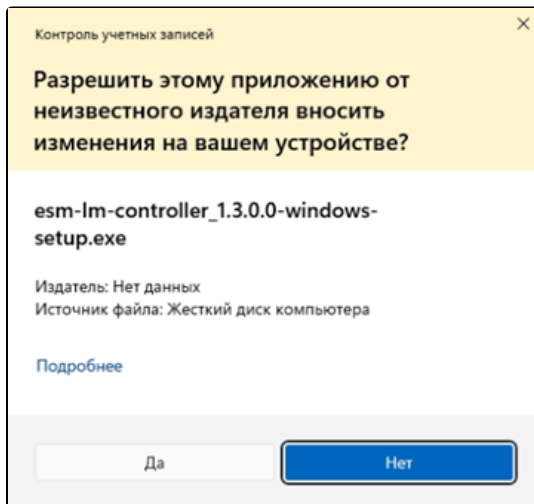 Контроль учетных записей
Разрешить этому приложению от
неизвестного издателя вносить
изменения на вашем устройстве?
esm-lm-controller_1.3.0.0-windows-
setup.exe
Издатель: Нет данных
Источник файла: Жесткий диск компьютера
Подробнее
Да
Нет